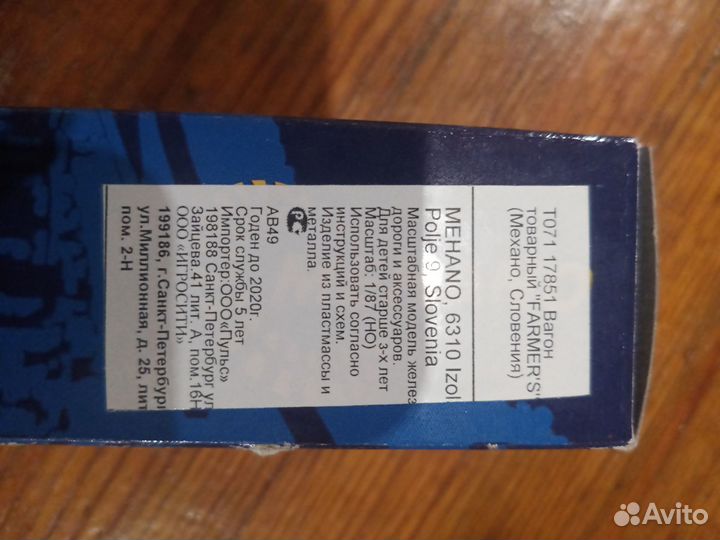 T071 17851 Вагон
товарный "FARMER'S"
(Механо, Словения)
MEHANO, 6310 Izol
Polje 9, Slovenia
Масштабная модель желез
дороги и аксессуаров.
Для детей старше 3-х лет
Масштаб: 1/87 (HO)
Использовать согласно
инструкций и схем.
Изделие из пластмассы и
металла.
РС
АВ49
Годен до 2020г.
Срок службы 5 лет
Импортер:ООО «Пульс»
198188 Санкт-Петербург ул
Зайцева.41 лит. А, пом.16Н
ООО «ИГРОСИТИ»
199186, г.Санкт-Петербург
ул.Миллионная, д. 25, лит
пом. 2-Н
Avito